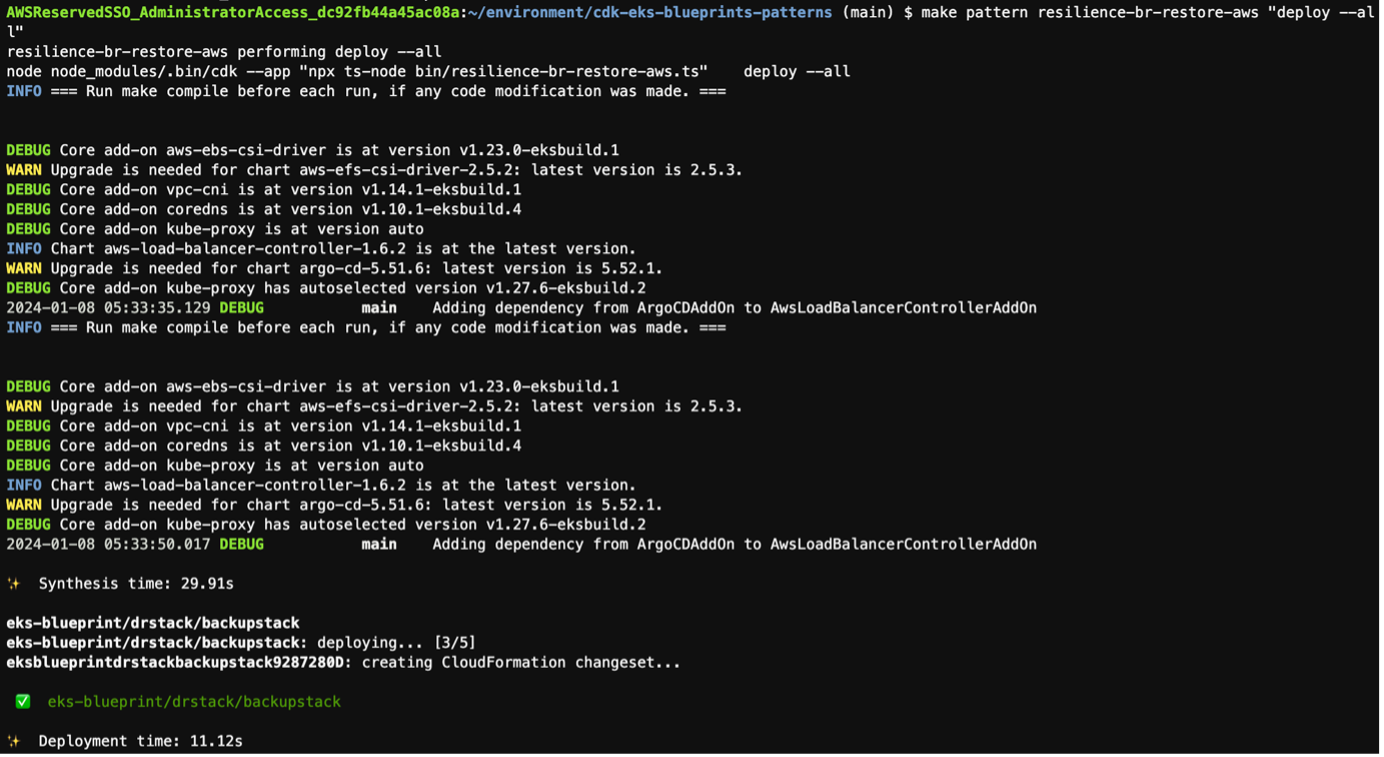 AWSReservedSSO_AdministratorAccess_dc92fb44a45ac08a:~/environment/cdk-eks-blueprints-patterns (main) $ make pattern resilience-br-restore-aws "deploy --al
l"
resilience-br-restore-aws performing deploy --all
node node_modules/.bin/cdk --app "npx ts-node bin/resilience-br-restore-aws.ts"    deploy --all
INFO === Run make compile before each run, if any code modification was made. ===
DEBUG Core add-on aws-ebs-csi-driver is at version v1.23.0-eksbuild.1
WARN Upgrade is needed for chart aws-efs-csi-driver-2.5.2: latest version is 2.5.3.
DEBUG Core add-on vpc-cni is at version v1.14.1-eksbuild.1
DEBUG Core add-on coredns is at version v1.10.1-eksbuild.4
DEBUG Core add-on kube-proxy is at version auto
INFO Chart aws-load-balancer-controller-1.6.2 is at the latest version.
WARN Upgrade is needed for chart argo-cd-5.51.6: latest version is 5.52.1.
DEBUG Core add-on kube-proxy has autoselected version v1.27.6-eksbuild.2
2024-01-08 05:33:35.129 DEBUG           main    Adding dependency from ArgoCDAddOn to AwsLoadBalancerControllerAddOn
INFO === Run make compile before each run, if any code modification was made. ===
DEBUG Core add-on aws-ebs-csi-driver is at version v1.23.0-eksbuild.1
WARN Upgrade is needed for chart aws-efs-csi-driver-2.5.2: latest version is 2.5.3.
DEBUG Core add-on vpc-cni is at version v1.14.1-eksbuild.1
DEBUG Core add-on coredns is at version v1.10.1-eksbuild.4
DEBUG Core add-on kube-proxy is at version auto
INFO Chart aws-load-balancer-controller-1.6.2 is at the latest version.
WARN Upgrade is needed for chart argo-cd-5.51.6: latest version is 5.52.1.
DEBUG Core add-on kube-proxy has autoselected version v1.27.6-eksbuild.2
2024-01-08 05:33:50.017 DEBUG           main    Adding dependency from ArgoCDAddOn to AwsLoadBalancerControllerAddOn
✨  Synthesis time: 29.91s
eks-blueprint/drstack/backupstack
eks-blueprint/drstack/backupstack: deploying... [3/5]
eksblueprintdrstackbackupstack9287280D: creating CloudFormation changeset...
✅  eks-blueprint/drstack/backupstack
✨  Deployment time: 11.12s